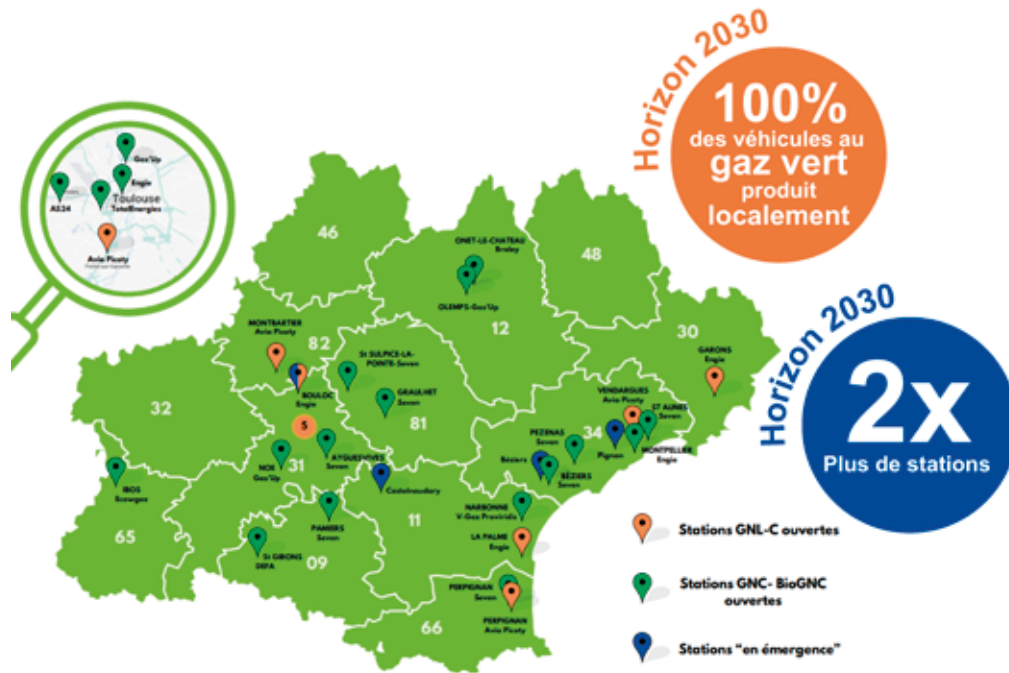 Horizon 2030
100%
des véhicules au
gaz vert
produit
localement
Horizon 2030
2x
Plus de stations
Gaz'Up
Engie
AS24
Toulouse
TotalEnergies
Avia Picoty
46
ONET-LE-CHATEAU
Braley
48
OLEMPS-Gaz'Up
12
30
MONTBARTIER
Avia Picoty
82
GARONS
Engie
St SULPICE-LA-
POINTE-Seven
BOULOC
Engie
GRAULHET
Seven
32
VENDARGUES
Avia Picoty
ST AUNES
Seven
5
81
PEZENAS
Seven
34
Pignan
MONTPELLIER
Engie
AYGUESVIVES
Seven
NOE
Gaz'Up
31
Béziers
BÉZIERS
Seven
IBOS
Ecowgaz
Castelnaudary
65
PAMIERS
Seven
11
NARBONNE
V-Gas Proviridis
LA PALME
Engie
St GIRONS
DEFA
09
PERPIGNAN
Seven
66
PERPIGNAN
Avia Picoty
Stations GNL-C ouvertes
Stations GNC- BioGNC
ouvertes
Stations "en émergence"